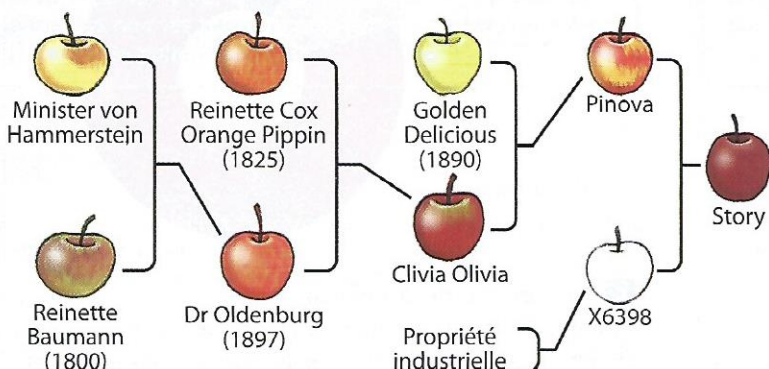 Minister von
Hammerstein
Reinette Cox
Orange Pippin
(1825)
Golden
Delicious
(1890)
Pinova
Story
Reinette
Baumann
(1800)
Dr Oldenburg
(1897)
Clivia Olivia
X6398
Propriété
industrielle